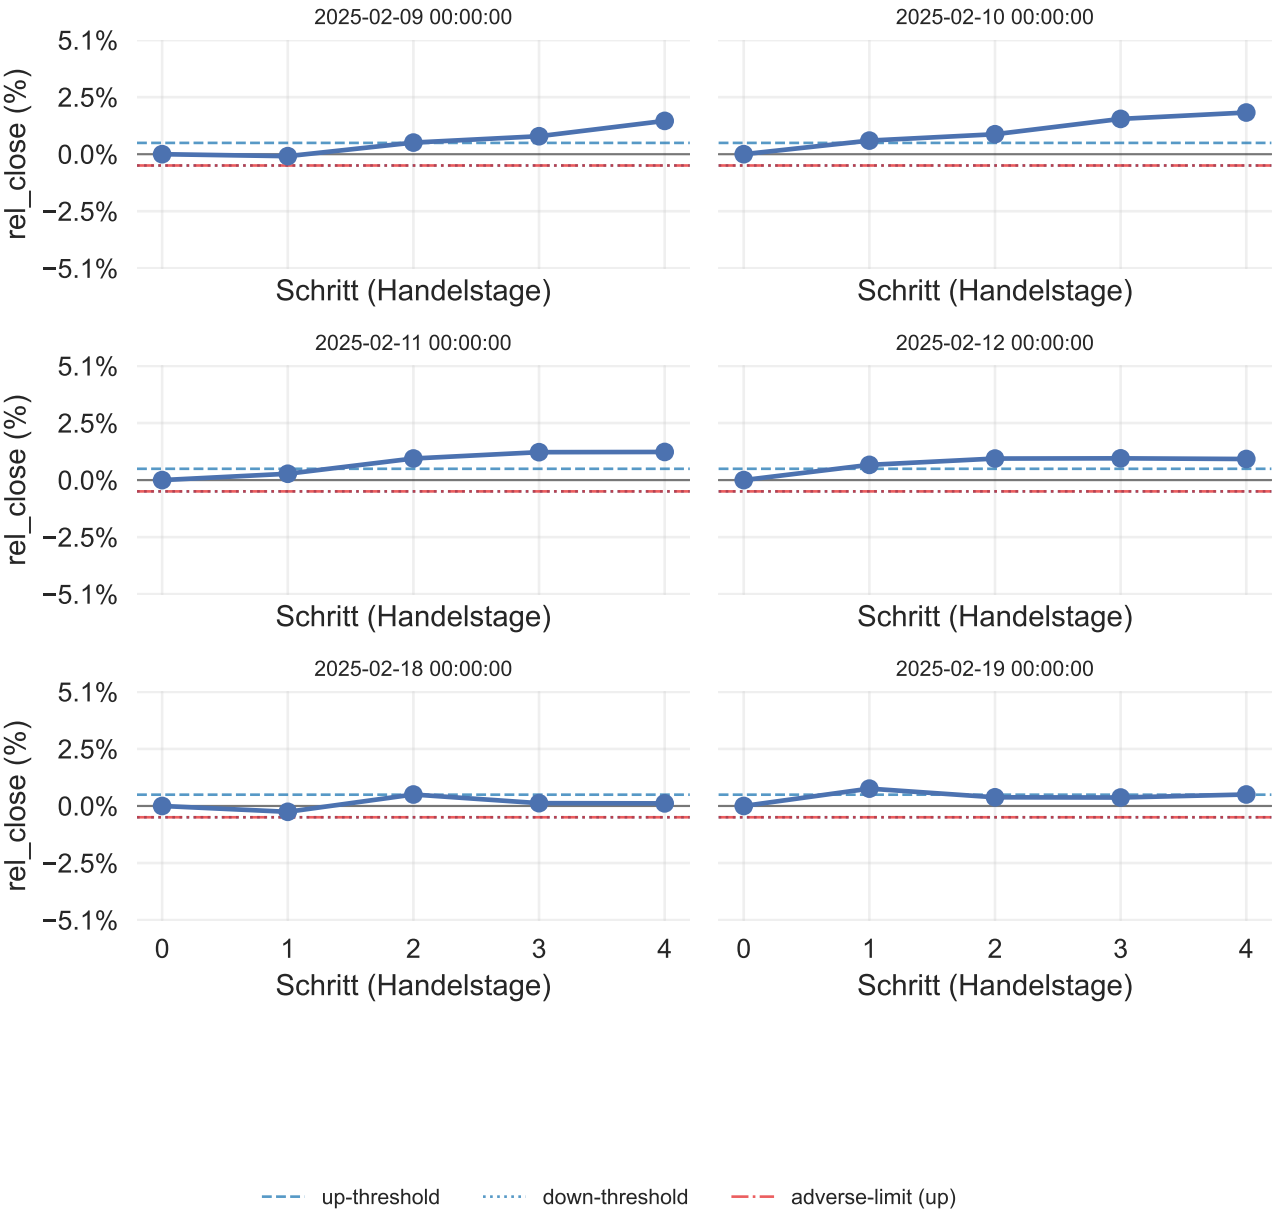 2025-02-09 00:00:00
2025-02-10 00:00:00
5.1%
2.5%
0.0%
−2.5%
−5.1%
rel_close (%)
Schritt (Handelstage)
Schritt (Handelstage)
2025-02-11 00:00:00
2025-02-12 00:00:00
5.1%
2.5%
0.0%
−2.5%
−5.1%
rel_close (%)
Schritt (Handelstage)
Schritt (Handelstage)
2025-02-18 00:00:00
2025-02-19 00:00:00
5.1%
2.5%
0.0%
−2.5%
−5.1%
rel_close (%)
0 1 2 3 4
0 1 2 3 4
Schritt (Handelstage)
Schritt (Handelstage)
up-threshold
down-threshold
adverse-limit (up)